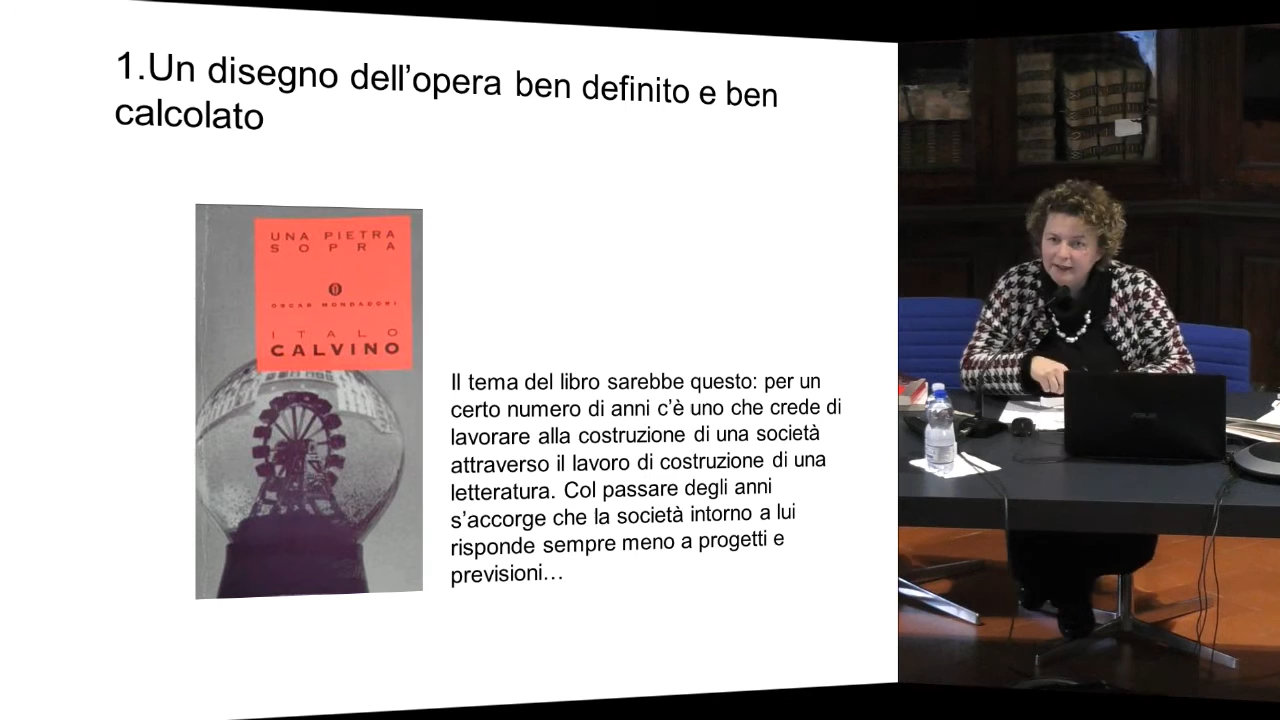 1.Un disegno dell’opera ben definito e ben
calcolato
UNA PIETRA
SOPRA
OSCAR MONDADORI
ITALO
CALVINO
Il tema del libro sarebbe questo: per un
certo numero di anni c’è uno che crede di
lavorare alla costruzione di una società
attraverso il lavoro di costruzione di una
letteratura. Col passare degli anni
s’accorge che la società intorno a lui
risponde sempre meno a progetti e
previsioni…
ASUS